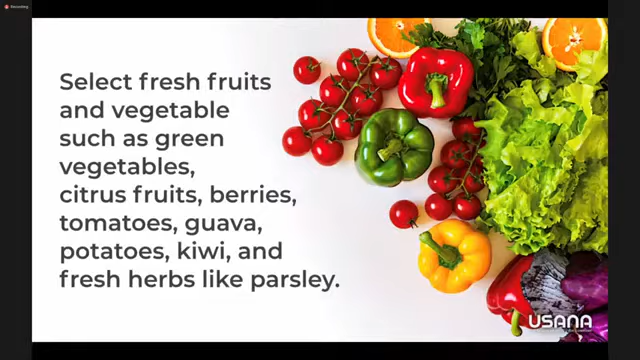 Recording
Select fresh fruits
and vegetable
such as green
vegetables,
citrus fruits, berries,
tomatoes, guava,
potatoes, kiwi, and
fresh herbs like parsley.
USANA